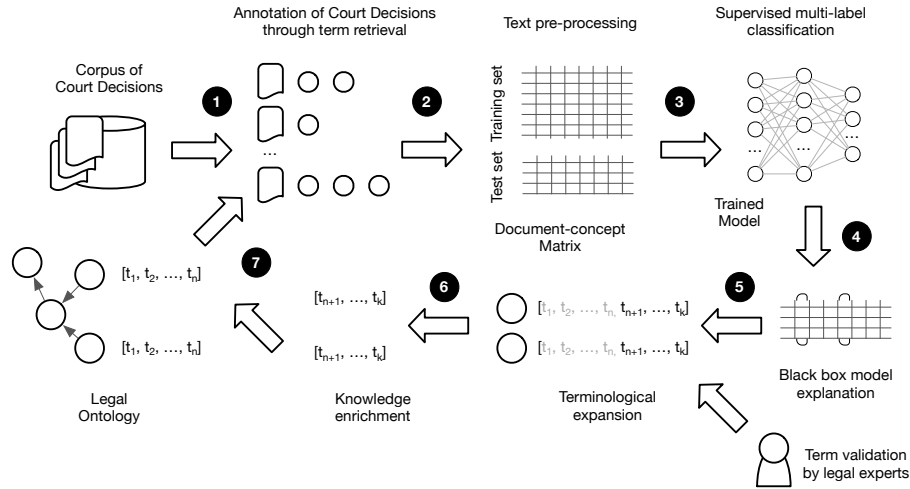 Annotation of Court Decisions
through term retrieval
Text pre-processing
Supervised multi-label
classification
Corpus of
Court Decisions
1
...
2
Training set
Test set
Document-concept
Matrix
3
... ... ...
Trained
Model
4
Black box model
explanation
5
[t1, t2, ..., tn, tn+1, ..., tk]
[t1, t2, ..., tn, tn+1, ..., tk]
Terminological
expansion
Term validation
by legal experts
6
[tn+1, ..., tk]
[tn+1, ..., tk]
Knowledge
enrichment
7
[t1, t2, ..., tn]
[t1, t2, ..., tn]
Legal
Ontology